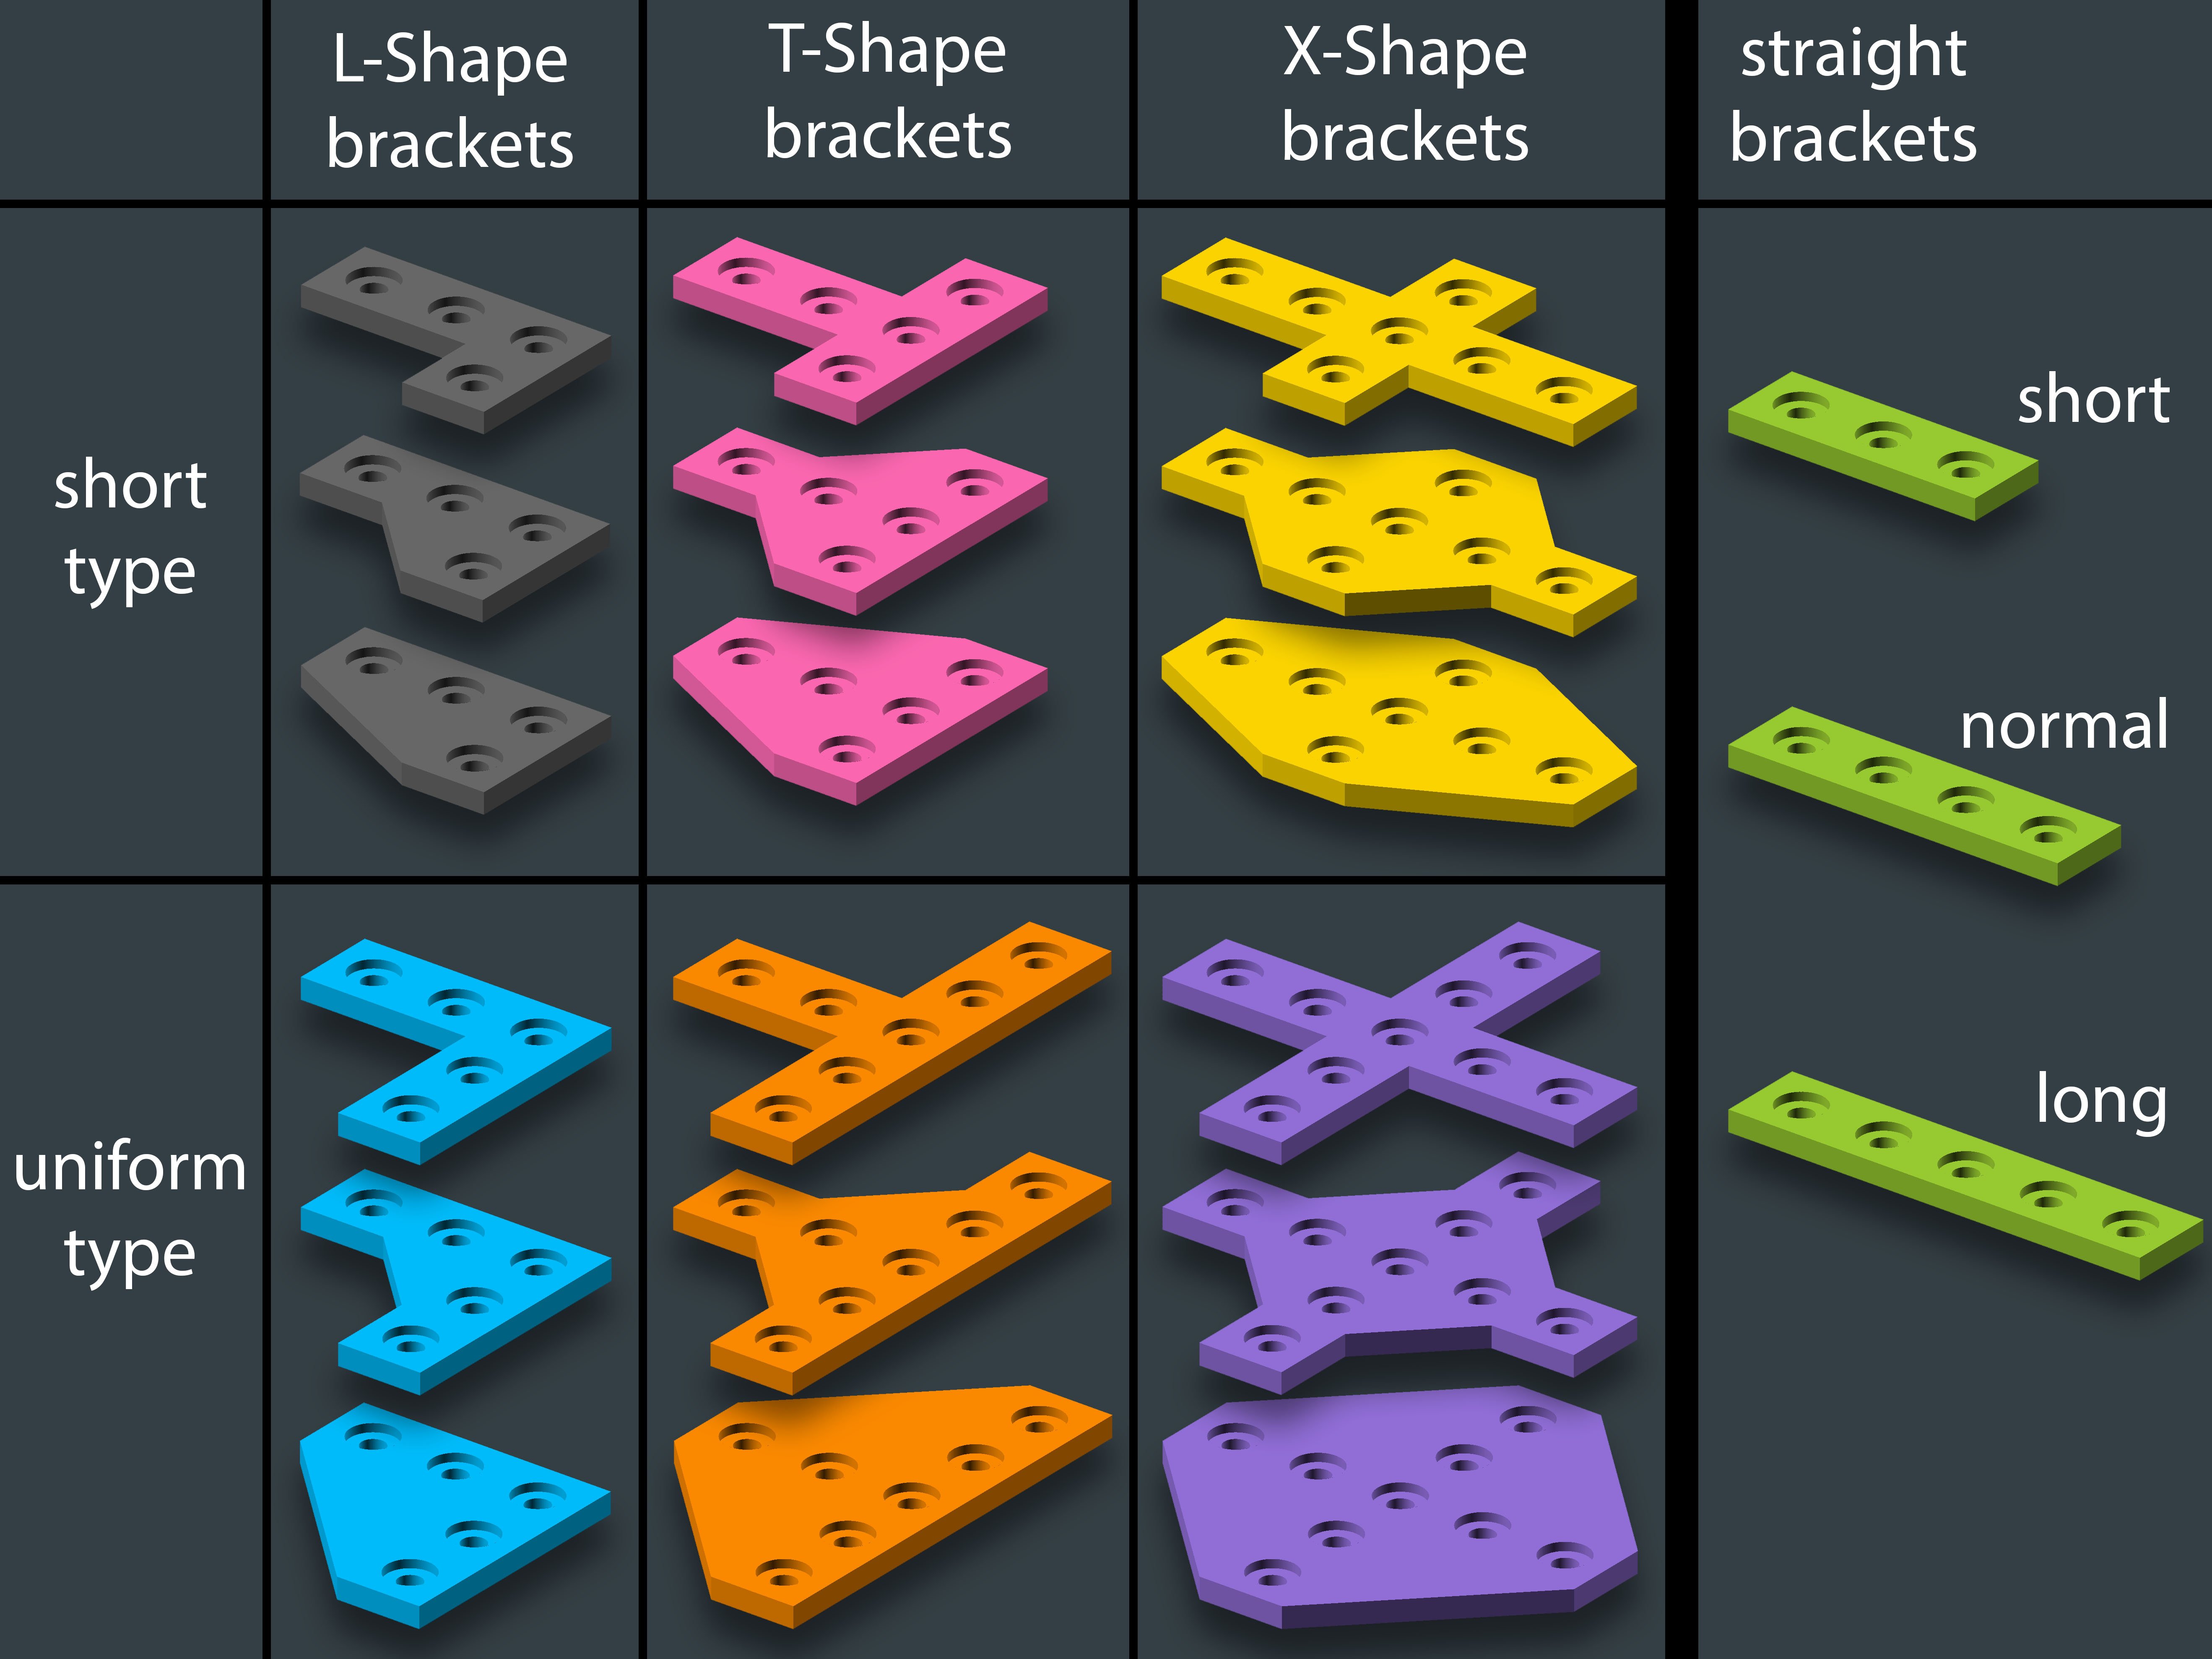 L-Shape
brackets
T-Shape
brackets
X-Shape
brackets
straight
brackets
short
type
short
normal
long
uniform
type